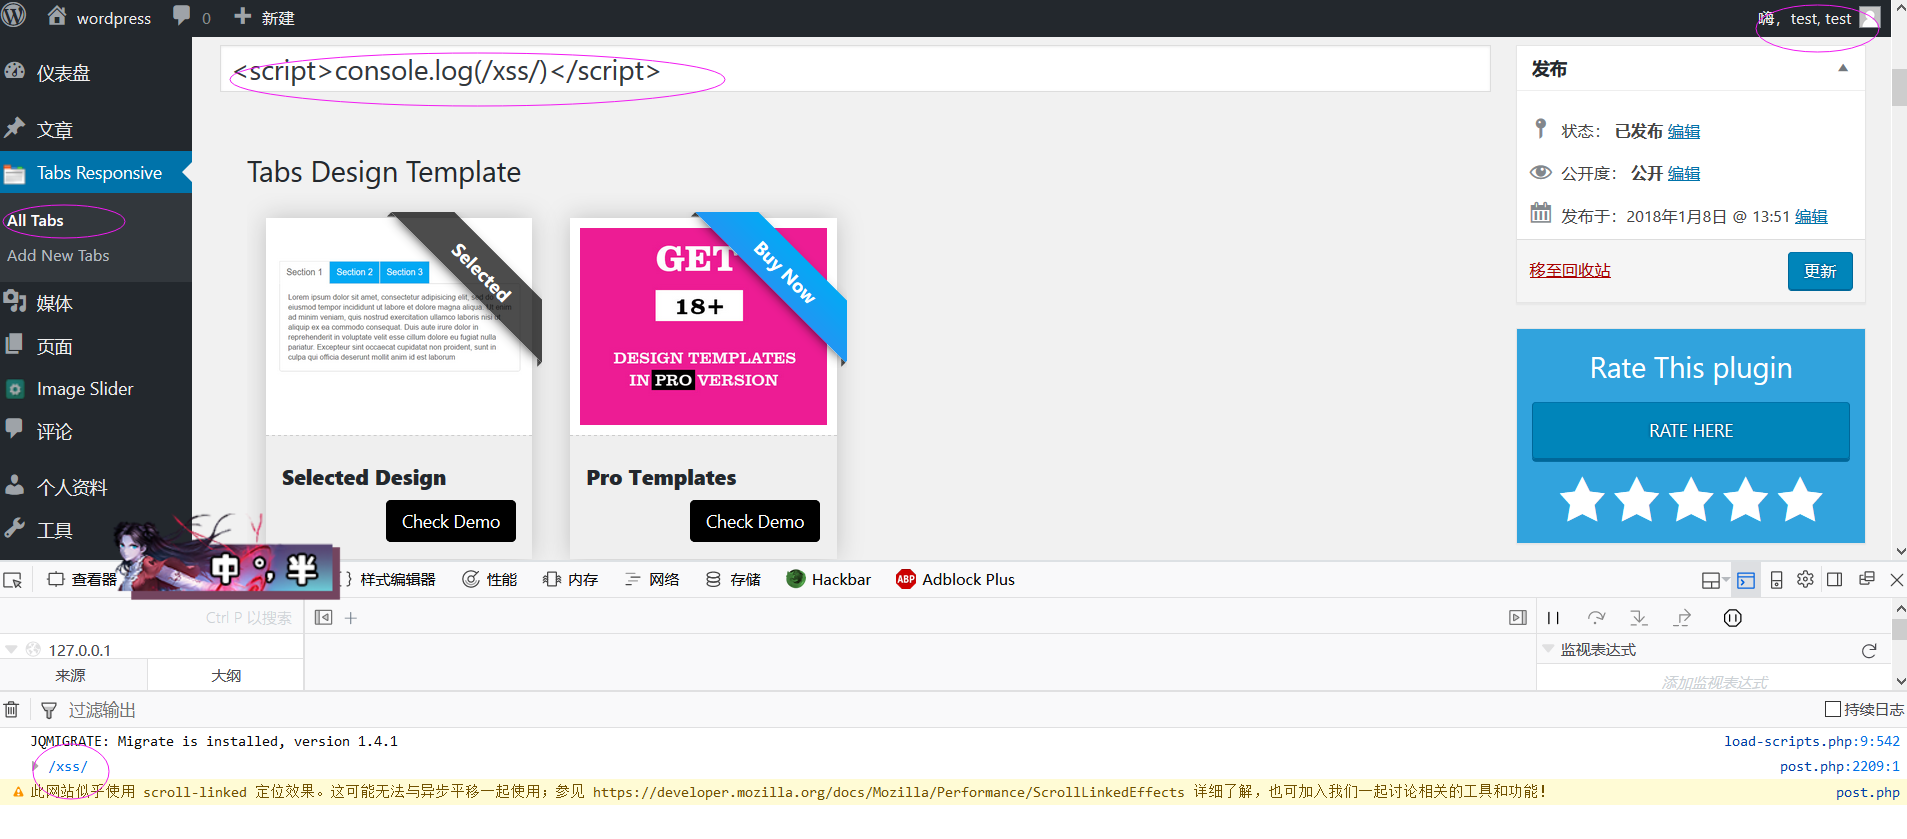 wordpress
0
新建
嗨，test, test
仪表盘
文章
Tabs Responsive
All Tabs
Add New Tabs
媒体
页面
Image Slider
评论
个人资料
工具
<script>console.log(/xss/)</script>
Tabs Design Template
Selected
Section 1
Section 2
Section 3
Lorem ipsum dolor sit amet, consectetur adipisicing elit, sed do
eiusmod tempor incididunt ut labore et dolore magna aliqua. Ut enim
ad minim veniam, quis nostrud exercitation ullamco laboris nisi ut
aliquip ex ea commodo consequat. Duis aute irure dolor in
reprehenderit in voluptate velit esse cillum dolore eu fugiat nulla
pariatur. Excepteur sint occaecat cupidatat non proident, sunt in
culpa qui officia deserunt mollit anim id est laborum
Selected Design
Check Demo
Buy Now
GET
18+
DESIGN TEMPLATES
IN PRO VERSION
Pro Templates
Check Demo
发布
状态： 已发布 编辑
公开度： 公开 编辑
发布于：2018年1月8日 @ 13:51 编辑
移至回收站
更新
Rate This plugin
RATE HERE
中 °, 半
查看器
样式编辑器
性能
内存
网络
存储
Hackbar
ABP
Adblock Plus
Ctrl P 以搜索
127.0.0.1
来源
大纲
监视表达式
添加监视表达式
过滤输出
持续日志
JQMIGRATE: Migrate is installed, version 1.4.1
load-scripts.php:9:542
/xss/
post.php:2209:1
此网站似乎使用 scroll-linked 定位效果。这可能无法与异步平移一起使用；参见 https://developer.mozilla.org/docs/Mozilla/Performance/ScrollLinkedEffects 详细了解，也可加入我们一起讨论相关的工具和功能！
post.php